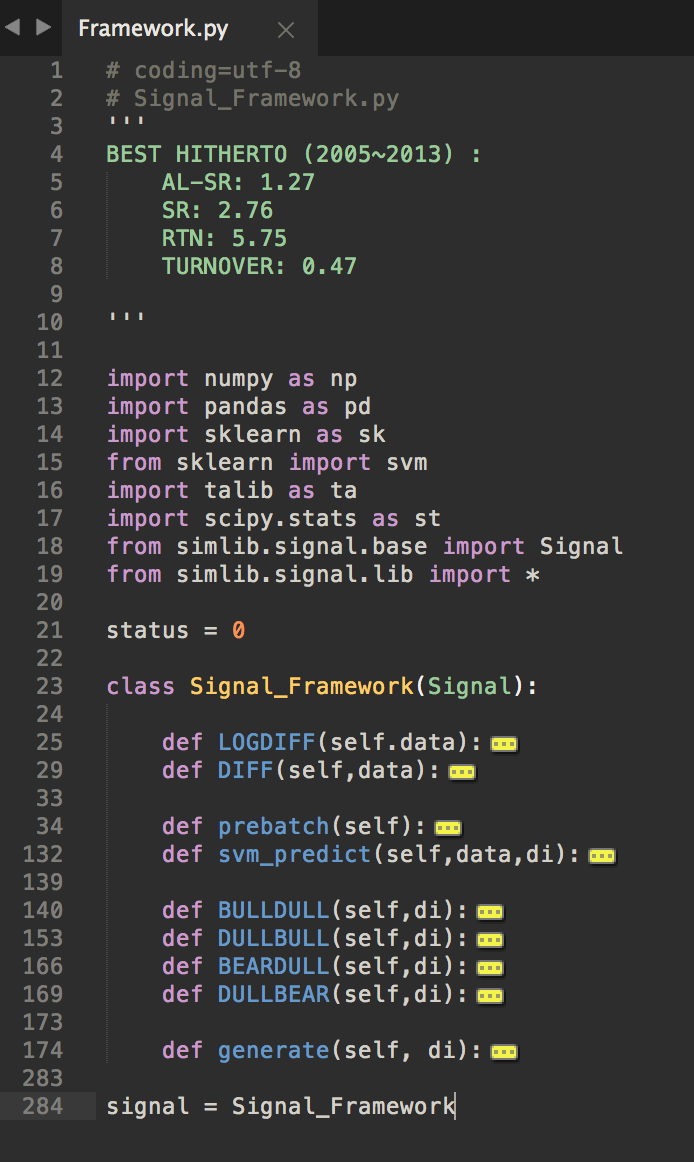 Framework.py
1 # coding=utf-8
2 # Signal_Framework.py
3 '''
4 BEST HITHERTO (2005~2013) :
5 AL-SR: 1.27
6 SR: 2.76
7 RTN: 5.75
8 TURNOVER: 0.47
9
10 '''
11
12 import numpy as np
13 import pandas as pd
14 import sklearn as sk
15 from sklearn import svm
16 import talib as ta
17 import scipy.stats as st
18 from simlib.signal.base import Signal
19 from simlib.signal.lib import *
20
21 status = 0
22
23 class Signal_Framework(Signal):
24
25 def LOGDIFF(self.data):
29 def DIFF(self,data):
33
34 def prebatch(self):
132 def svm_predict(self,data,di):
139
140 def BULLDULL(self,di):
153 def DULLBULL(self,di):
166 def BEARDULL(self,di):
169 def DULLBEAR(self,di):
173
174 def generate(self, di):
283
284 signal = Signal_Framework